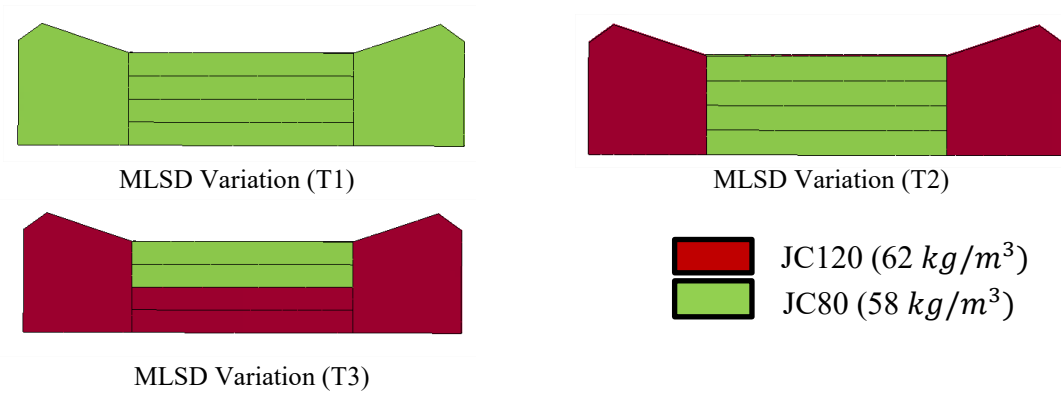 MLSD Variation (T1)
MLSD Variation (T2)
JC120 (62 kg/m³)
JC80 (58 kg/m³)
MLSD Variation (T3)